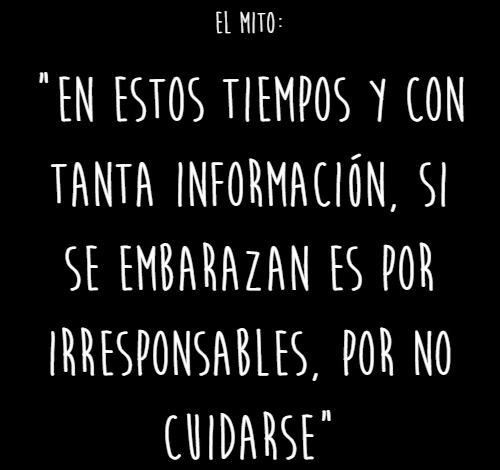 EL MITO:
"EN ESTOS TIEMPOS Y CON
TANTA INFORMACIÓN, SI
SE EMBARAZAN ES POR
IRRESPONSABLES, POR NO
CUIDARSE"